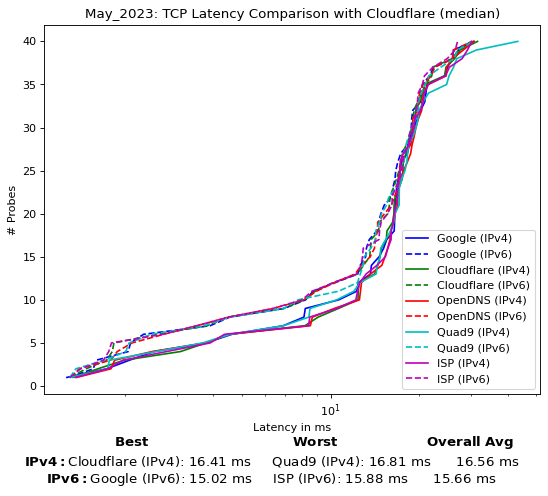 May_2023: TCP Latency Comparison with Cloudflare (median)
40
35
30
25
20
15
10
5
0
# Probes
Google (IPv4)
Google (IPv6)
Cloudflare (IPv4)
Cloudflare (IPv6)
OpenDNS (IPv4)
OpenDNS (IPv6)
Quad9 (IPv4)
Quad9 (IPv6)
ISP (IPv4)
ISP (IPv6)
10¹
Latency in ms
Best Worst Overall Avg
IPv4: Cloudflare (IPv4): 16.41 ms Quad9 (IPv4): 16.81 ms 16.56 ms
IPv6: Google (IPv6): 15.02 ms ISP (IPv6): 15.88 ms 15.66 ms